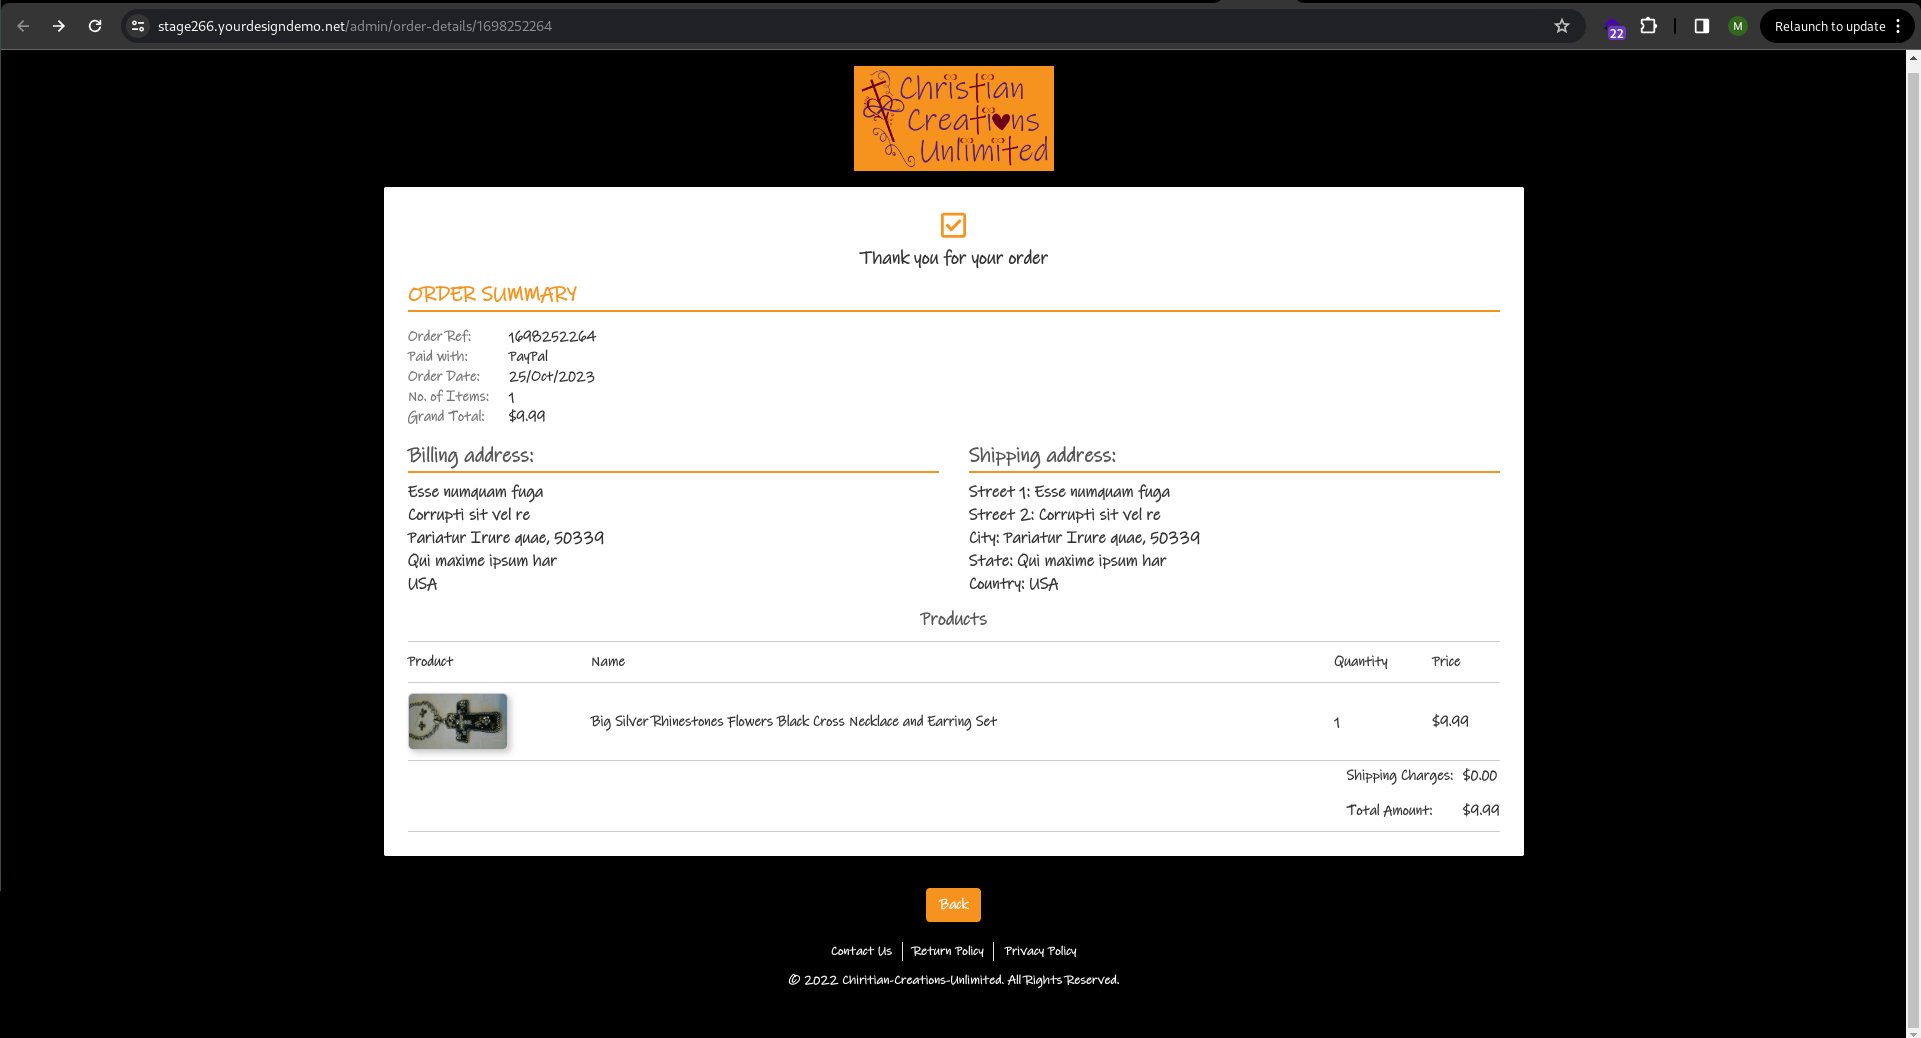 stage266.yourdesigndemo.net/admin/order-details/1698252264
22
M
Relaunch to update
Christian
Creations
Unlimited
Thank you for your order
ORDER SUMMARY
Order Ref: 1698252264
Paid with: PayPal
Order Date: 25/Oct/2023
No. of Items: 1
Grand Total: $9.99
Billing address:
Esse numquam fuga
Corrupti sit vel re
Pariatur Irure quae, 50339
Qui maxime ipsum har
USA
Shipping address:
Street 1: Esse numquam fuga
Street 2: Corrupti sit vel re
City: Pariatur Irure quae, 50339
State: Qui maxime ipsum har
Country: USA
Products
Product Name Quantity Price
Big Silver Rhinestones Flowers Black Cross Necklace and Earring Set 1 $9.99
Shipping Charges: $0.00
Total Amount: $9.99
Back
Contact Us Return Policy Privacy Policy
© 2022 Chiritian-Creations-Unlimited. All Rights Reserved.